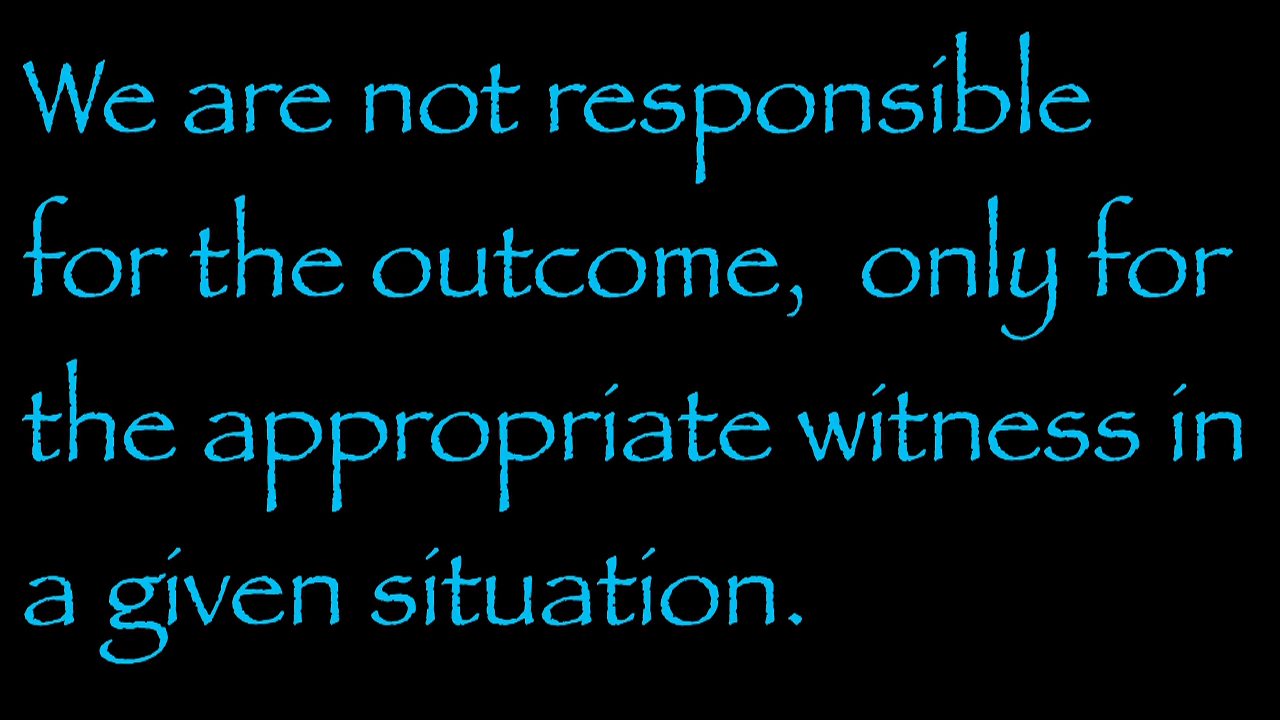 We are not responsible
for the outcome,  only for
the appropriate witness in
a given situation.